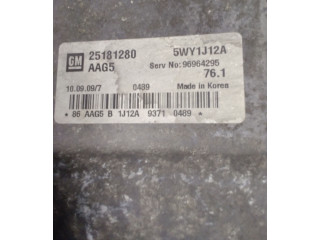 GM 25181280 5WY1J12A
AAG5 Serv No: 96964295
76.1
10.09.09/7 0489 Made in Korea
* 86 AAG5 B 1J12A 9371 0489 *